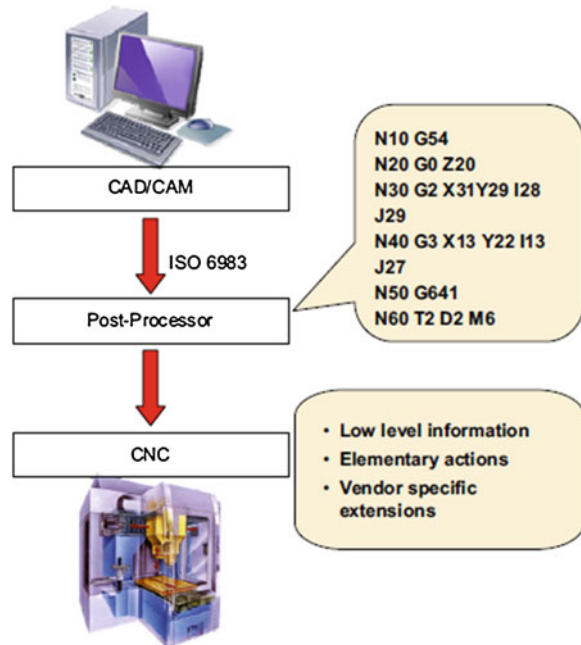 CAD/CAM
ISO 6983
Post-Processor
N10 G54
N20 G0 Z20
N30 G2 X31Y29 I28
J29
N40 G3 X13 Y22 I13
J27
N50 G641
N60 T2 D2 M6
CNC
• Low level information
• Elementary actions
• Vendor specific
extensions